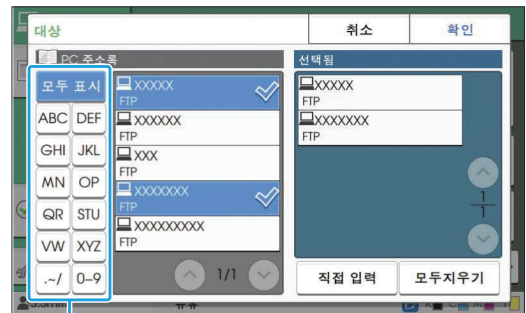 대상
취소
확인
PC 주소록
선택됨
모두 표시
ABC DEF
GHI JKL
MN OP
QR STU
VW XYZ
.~/ 0–9
XXXXX
FTP
XXXXXX
FTP
XXX
FTP
XXXXXXX
FTP
XXXXXXXXX
FTP
1/1
XXXXX
FTP
XXXXXXX
FTP
1
1
직접 입력
모두지우기